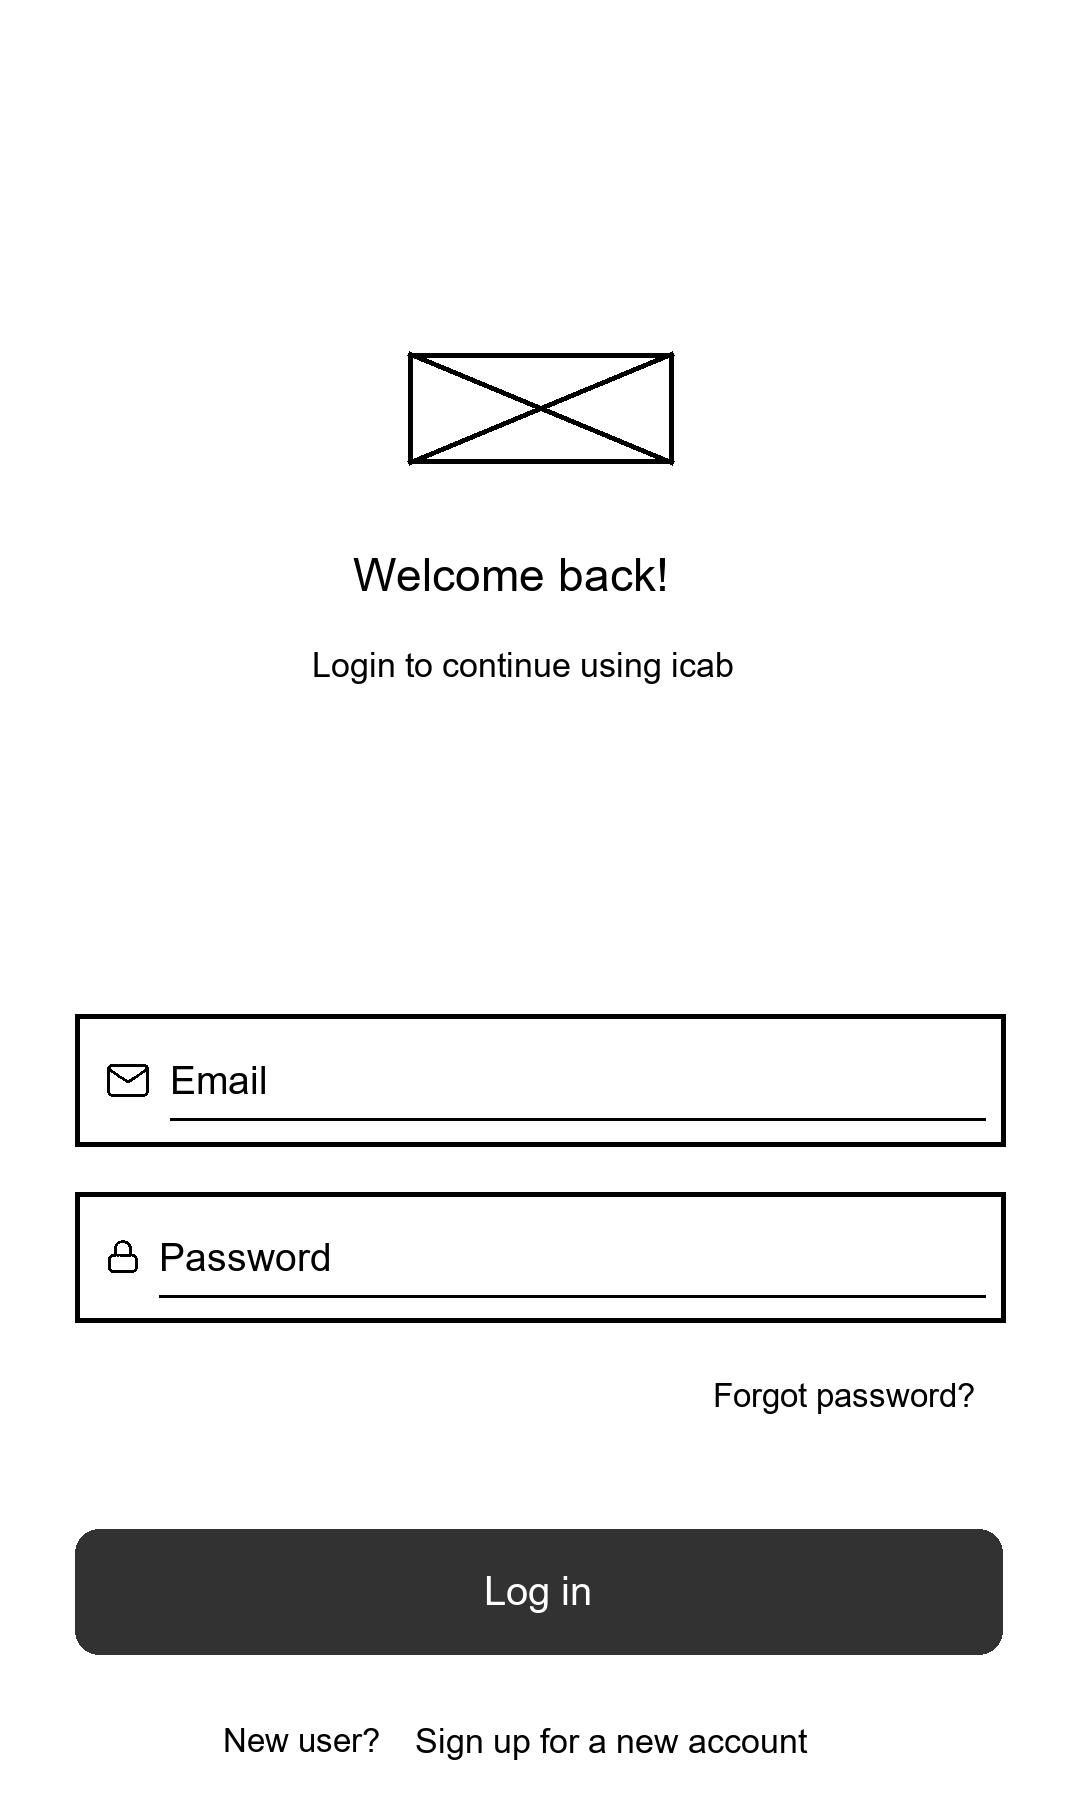 Welcome back!
Login to continue using icab
Email
Password
Forgot password?
Log in
New user? Sign up for a new account